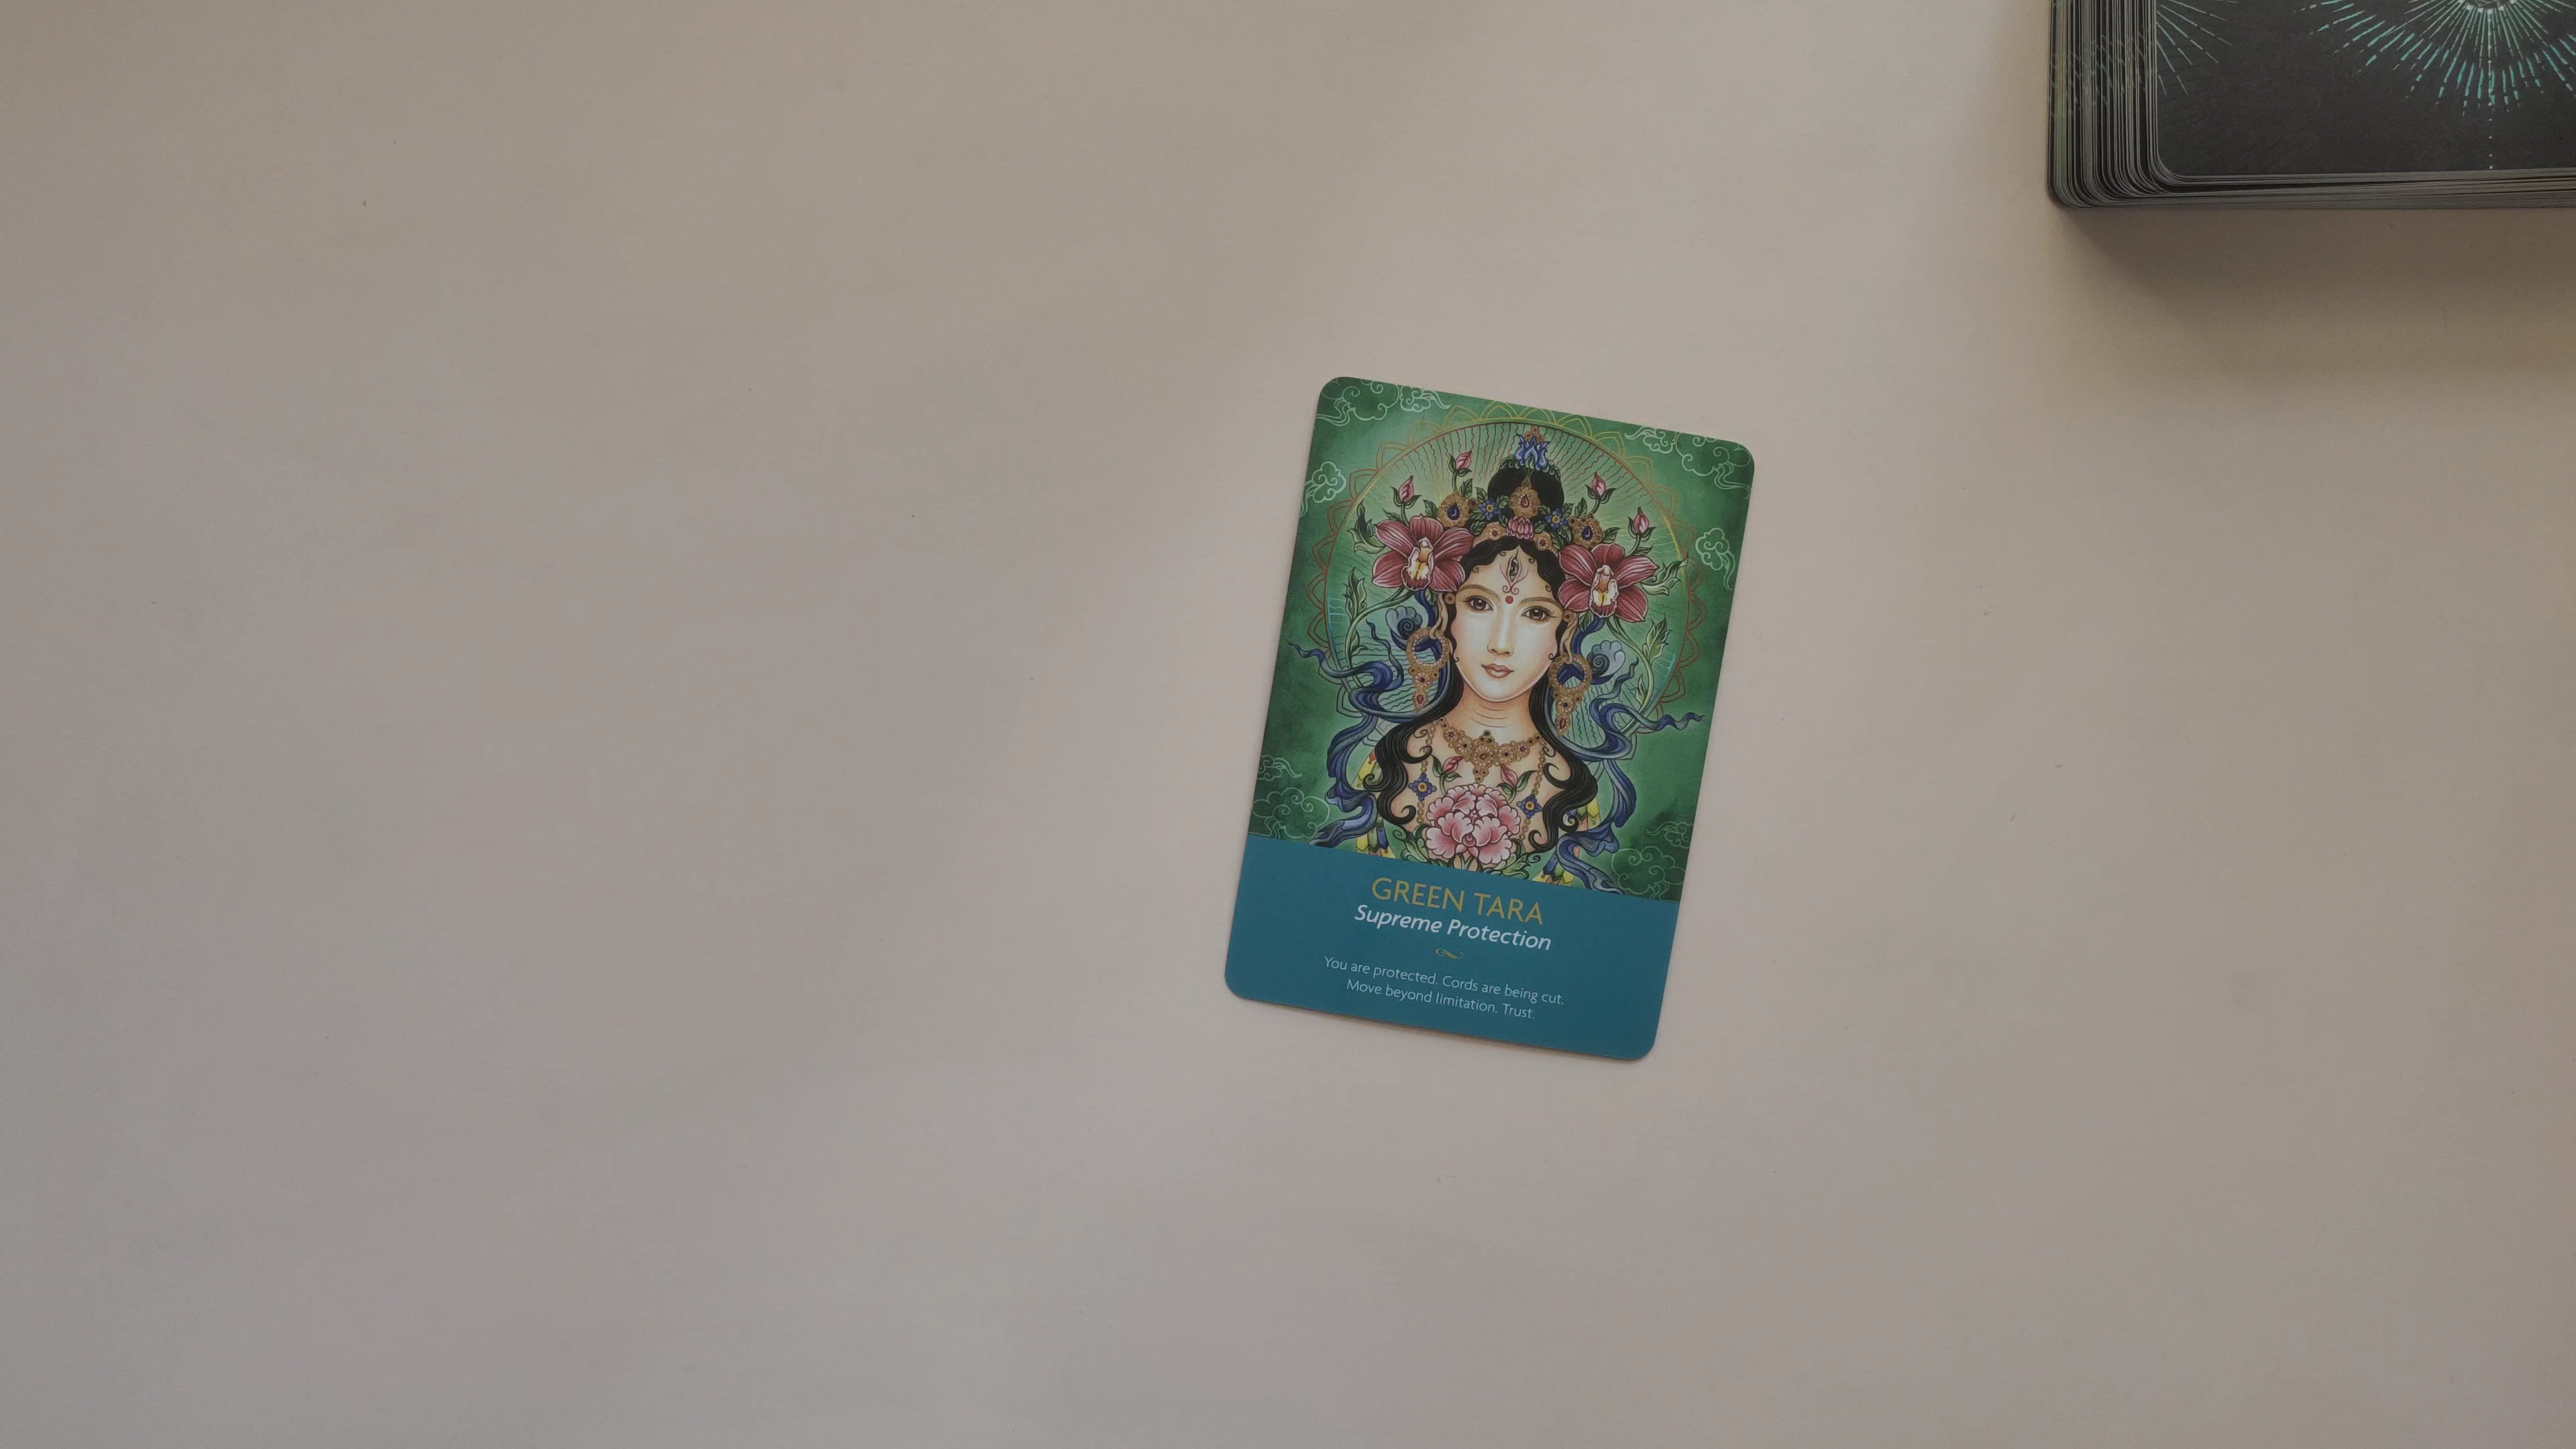 GREEN TARA
Supreme Protection
You are protected. Cords are being cut.
Move beyond limitation. Trust.